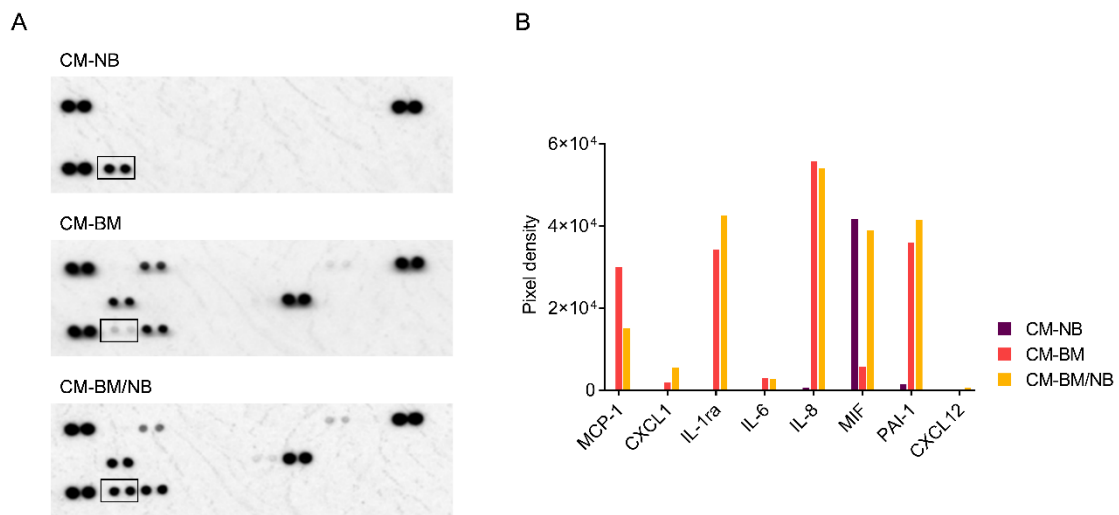 A
CM-NB
CM-BM
CM-BM/NB
B
Pixel density
6×10⁴
4×10⁴
2×10⁴
0
MCP-1
CXCL1
IL-1ra
IL-6
IL-8
MIF
PAI-1
CXCL12
CM-NB
CM-BM
CM-BM/NB